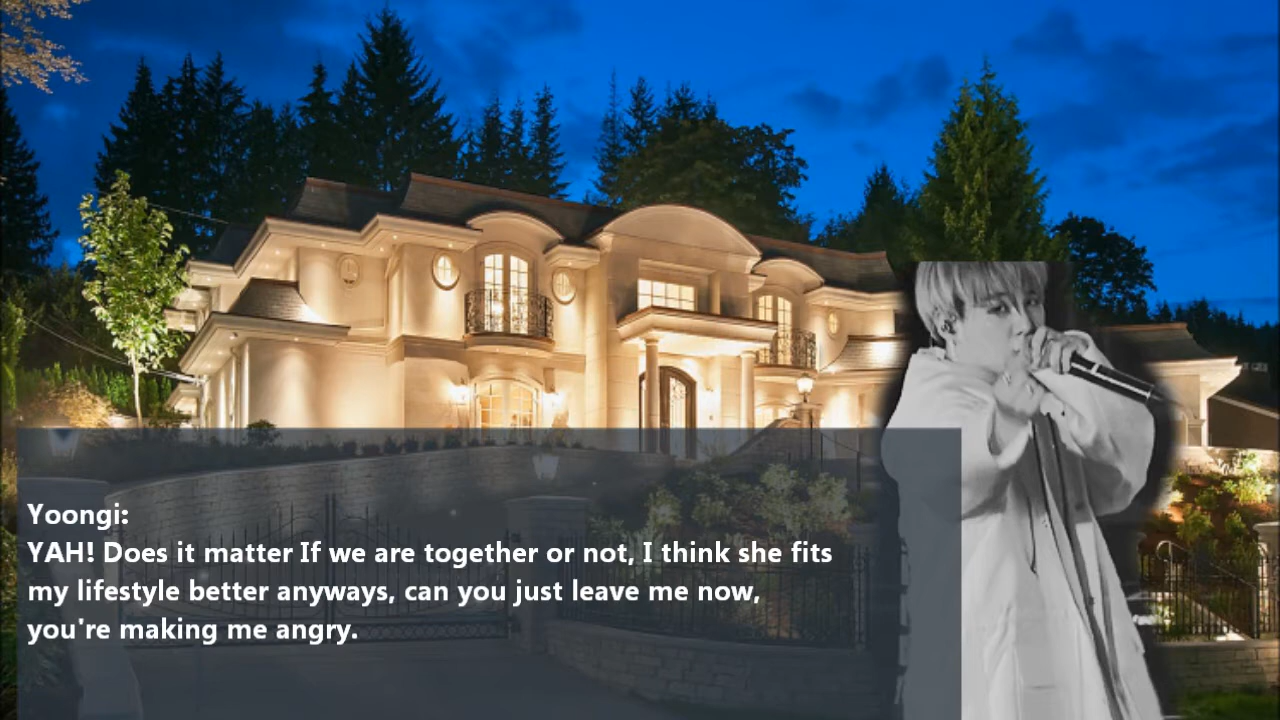 Yoongi:
YAH! Does it matter If we are together or not, I think she fits
my lifestyle better anyways, can you just leave me now,
you're making me angry.